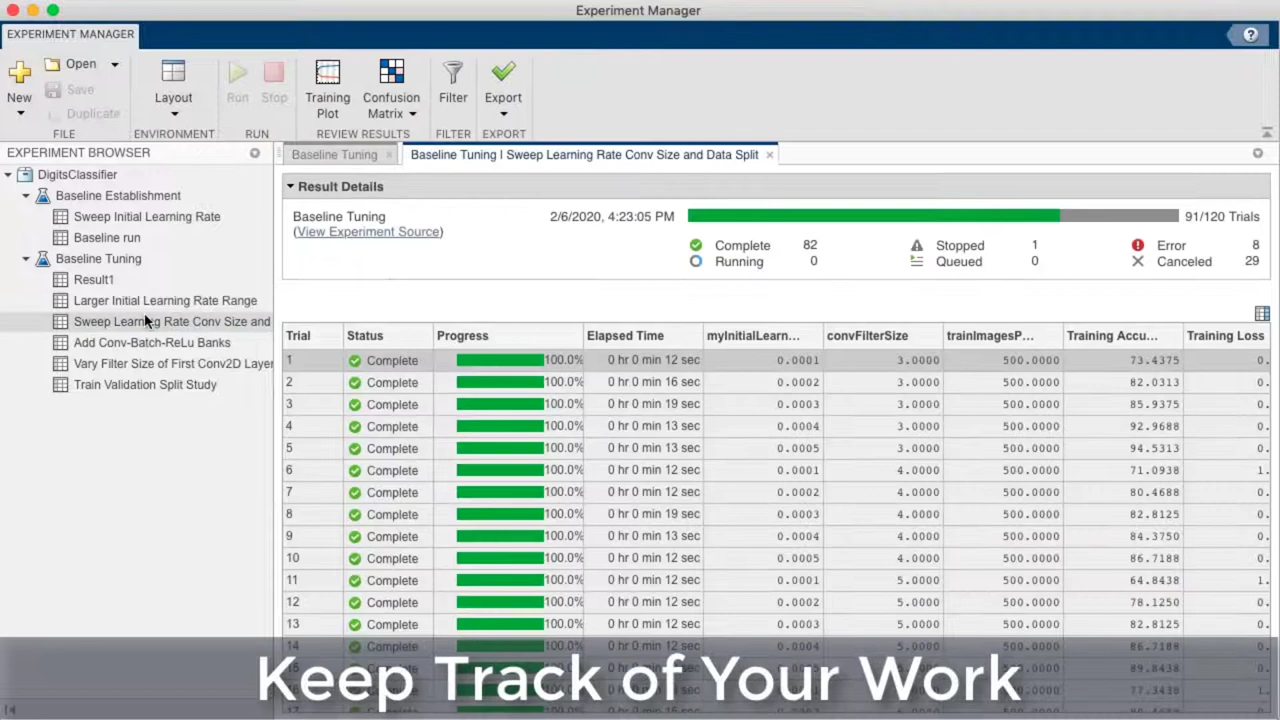 Experiment Manager
EXPERIMENT MANAGER
?
New
Open
Save
Duplicate
Layout
Run
Stop
Training Plot
Confusion Matrix
Filter
Export
FILE
ENVIRONMENT
RUN
REVIEW RESULTS
FILTER
EXPORT
EXPERIMENT BROWSER
DigitsClassifier
Baseline Establishment
Sweep Initial Learning Rate
Baseline run
Baseline Tuning
Result1
Larger Initial Learning Rate Range
Sweep Learning Rate Conv Size and
Add Conv-Batch-ReLu Banks
Vary Filter Size of First Conv2D Layer
Train Validation Split Study
Baseline Tuning ×
Baseline Tuning | Sweep Learning Rate Conv Size and Data Split ×
Result Details
Baseline Tuning 2/6/2020, 4:23:05 PM 91/120 Trials
(View Experiment Source)
Complete 82 Stopped 1 Error 8
Running 0 Queued 0 Canceled 29
Trial Status Progress Elapsed Time myInitialLearn... convFilterSize trainImagesP... Training Accu... Training Loss
1 Complete 100.0% 0 hr 0 min 12 sec 0.0001 3.0000 500.0000 73.4375 0.
2 Complete 100.0% 0 hr 0 min 16 sec 0.0002 3.0000 500.0000 82.0313 0.
3 Complete 100.0% 0 hr 0 min 19 sec 0.0003 3.0000 500.0000 85.9375 0.
4 Complete 100.0% 0 hr 0 min 13 sec 0.0004 3.0000 500.0000 92.9688 0.
5 Complete 100.0% 0 hr 0 min 13 sec 0.0005 3.0000 500.0000 94.5313 0.
6 Complete 100.0% 0 hr 0 min 12 sec 0.0001 4.0000 500.0000 71.0938 1.
7 Complete 100.0% 0 hr 0 min 12 sec 0.0002 4.0000 500.0000 80.4688 0.
8 Complete 100.0% 0 hr 0 min 19 sec 0.0003 4.0000 500.0000 82.8125 0.
9 Complete 100.0% 0 hr 0 min 13 sec 0.0004 4.0000 500.0000 84.3750 0.
10 Complete 100.0% 0 hr 0 min 12 sec 0.0005 4.0000 500.0000 86.7188 0.
11 Complete 100.0% 0 hr 0 min 12 sec 0.0001 5.0000 500.0000 64.8438 1.
12 Complete 100.0% 0 hr 0 min 12 sec 0.0002 5.0000 500.0000 78.1250 0.
13 Complete 100.0% 0 hr 0 min 12 sec 0.0003 5.0000 500.0000 82.8125 0.
14 Complete 100.0% 0 hr 0 min 12 sec 0.0004 5.0000 500.0000 86.7188 0.
89.8438 0.
77.3438 1.
17
Keep Track of Your Work